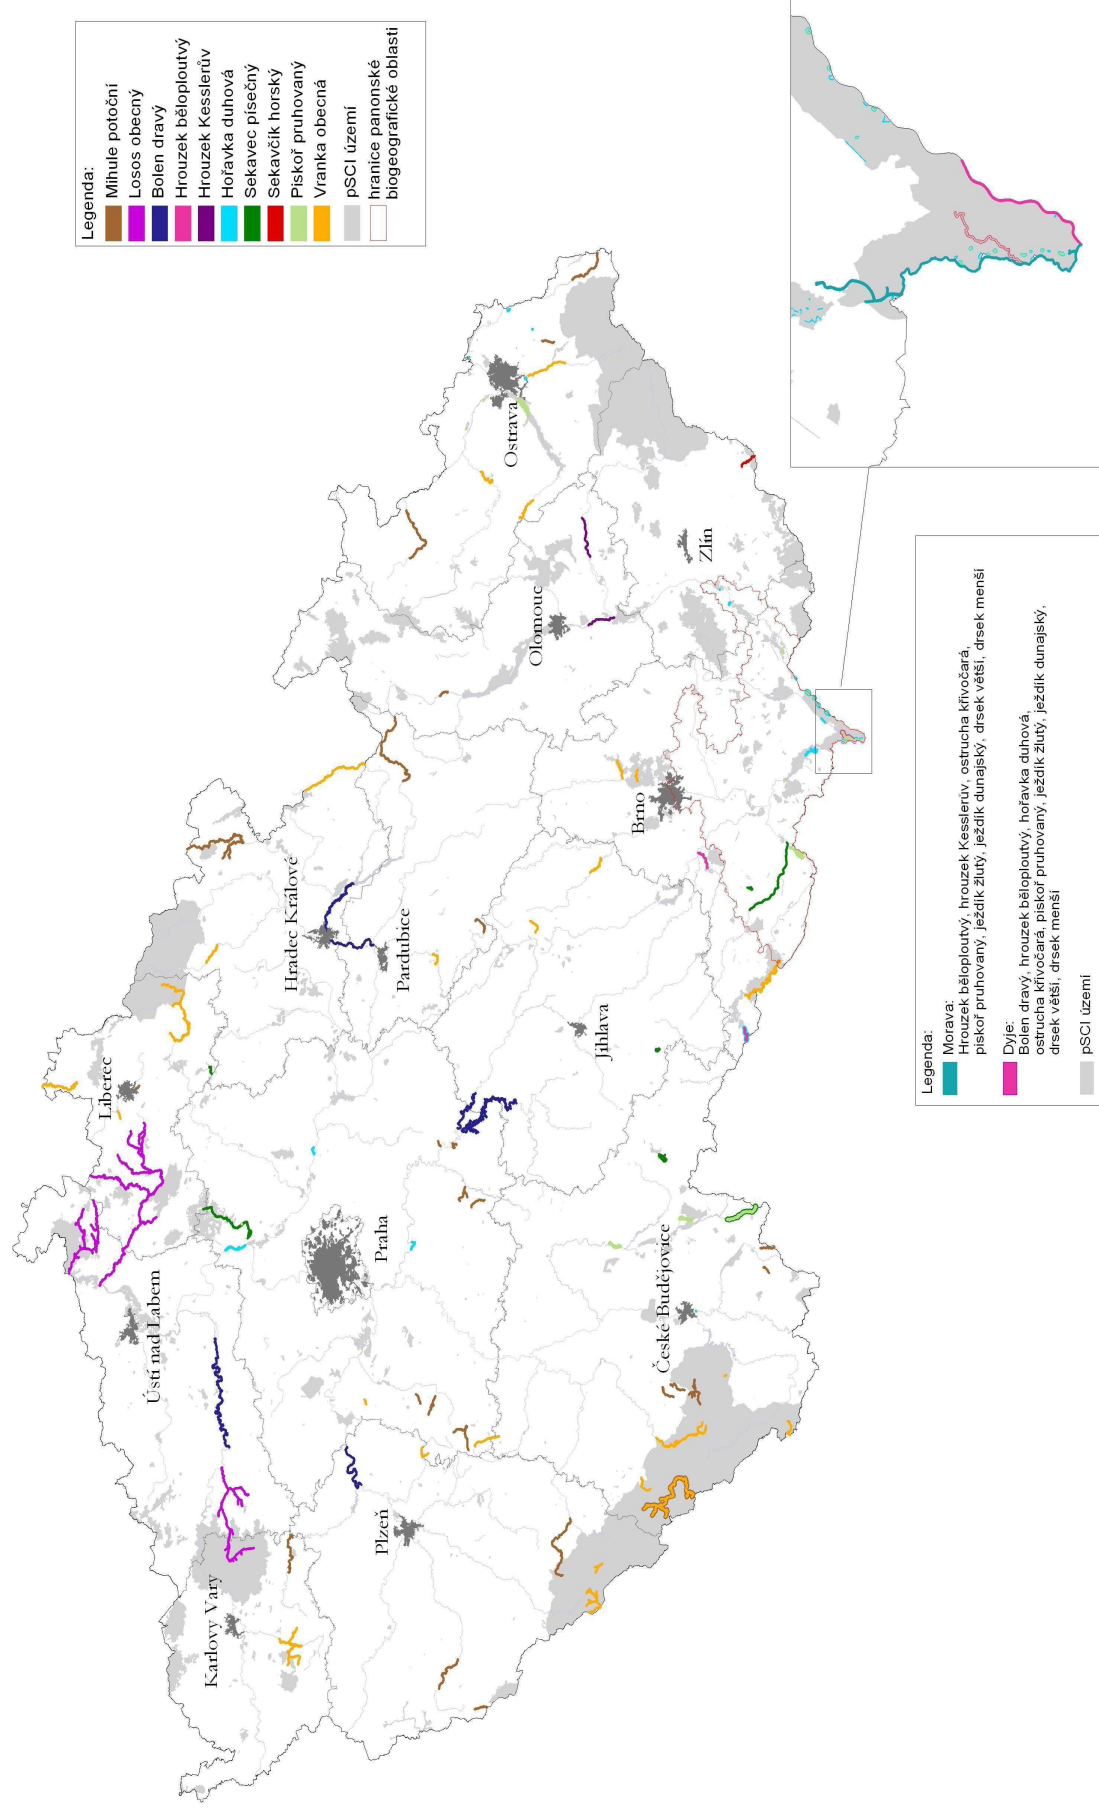 Legenda:
Mihule potoční
Losos obecný
Bolen dravý
Hrouzek běloploutvý
Hrouzek Kesslerův
Hořavka duhová
Sekavec písečný
Sekavčík horský
Piskoř pruhovaný
Vranka obecná
pSCI území
hranice panonské
biogeografické oblasti
Liberec
Ústí nad Labem
Karlovy Vary
Hradec Králové
Pardubice
Praha
Plzeň
Ostrava
Olomouc
Zlín
Brno
Jihlava
České Budějovice
Legenda:
Morava:
Hrouzek běloploutvý, hrouzek Kesslerův, ostrucha křivočará,
piskoř pruhovaný, ježdík žlutý, ježdík dunajský, drsek větší, drsek menší
Dyje:
Bolen dravý, hrouzek běloploutvý, hořavka duhová,
ostrucha křivočará, piskoř pruhovaný, ježdík žlutý, ježdík dunajský,
drsek větší, drsek menší
pSCI území